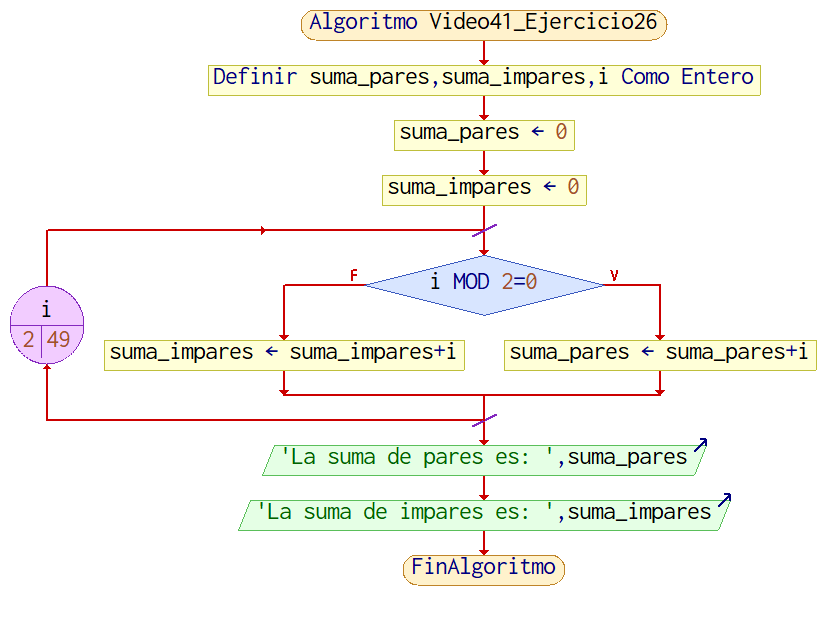 Algoritmo Video41_Ejercicio26
Definir suma_pares,suma_impares,i Como Entero
suma_pares ← 0
suma_impares ← 0
F
i MOD 2=0
V
i
2 49
suma_impares ← suma_impares+i
suma_pares ← suma_pares+i
'La suma de pares es: ',suma_pares
'La suma de impares es: ',suma_impares
FinAlgoritmo